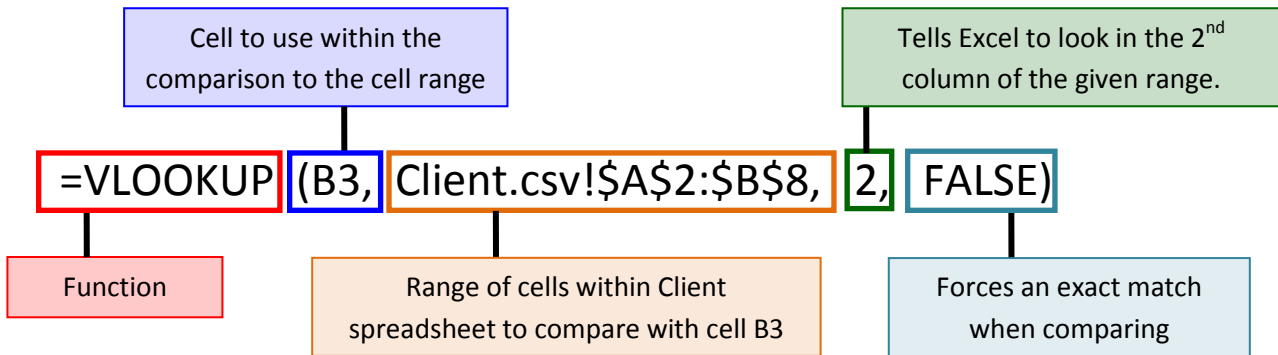 Cell to use within the
comparison to the cell range
Tells Excel to look in the 2nd
column of the given range.
=VLOOKUP (B3, Client.csv!$A$2:$B$8, 2, FALSE)
Function
Range of cells within Client
spreadsheet to compare with cell B3
Forces an exact match
when comparing